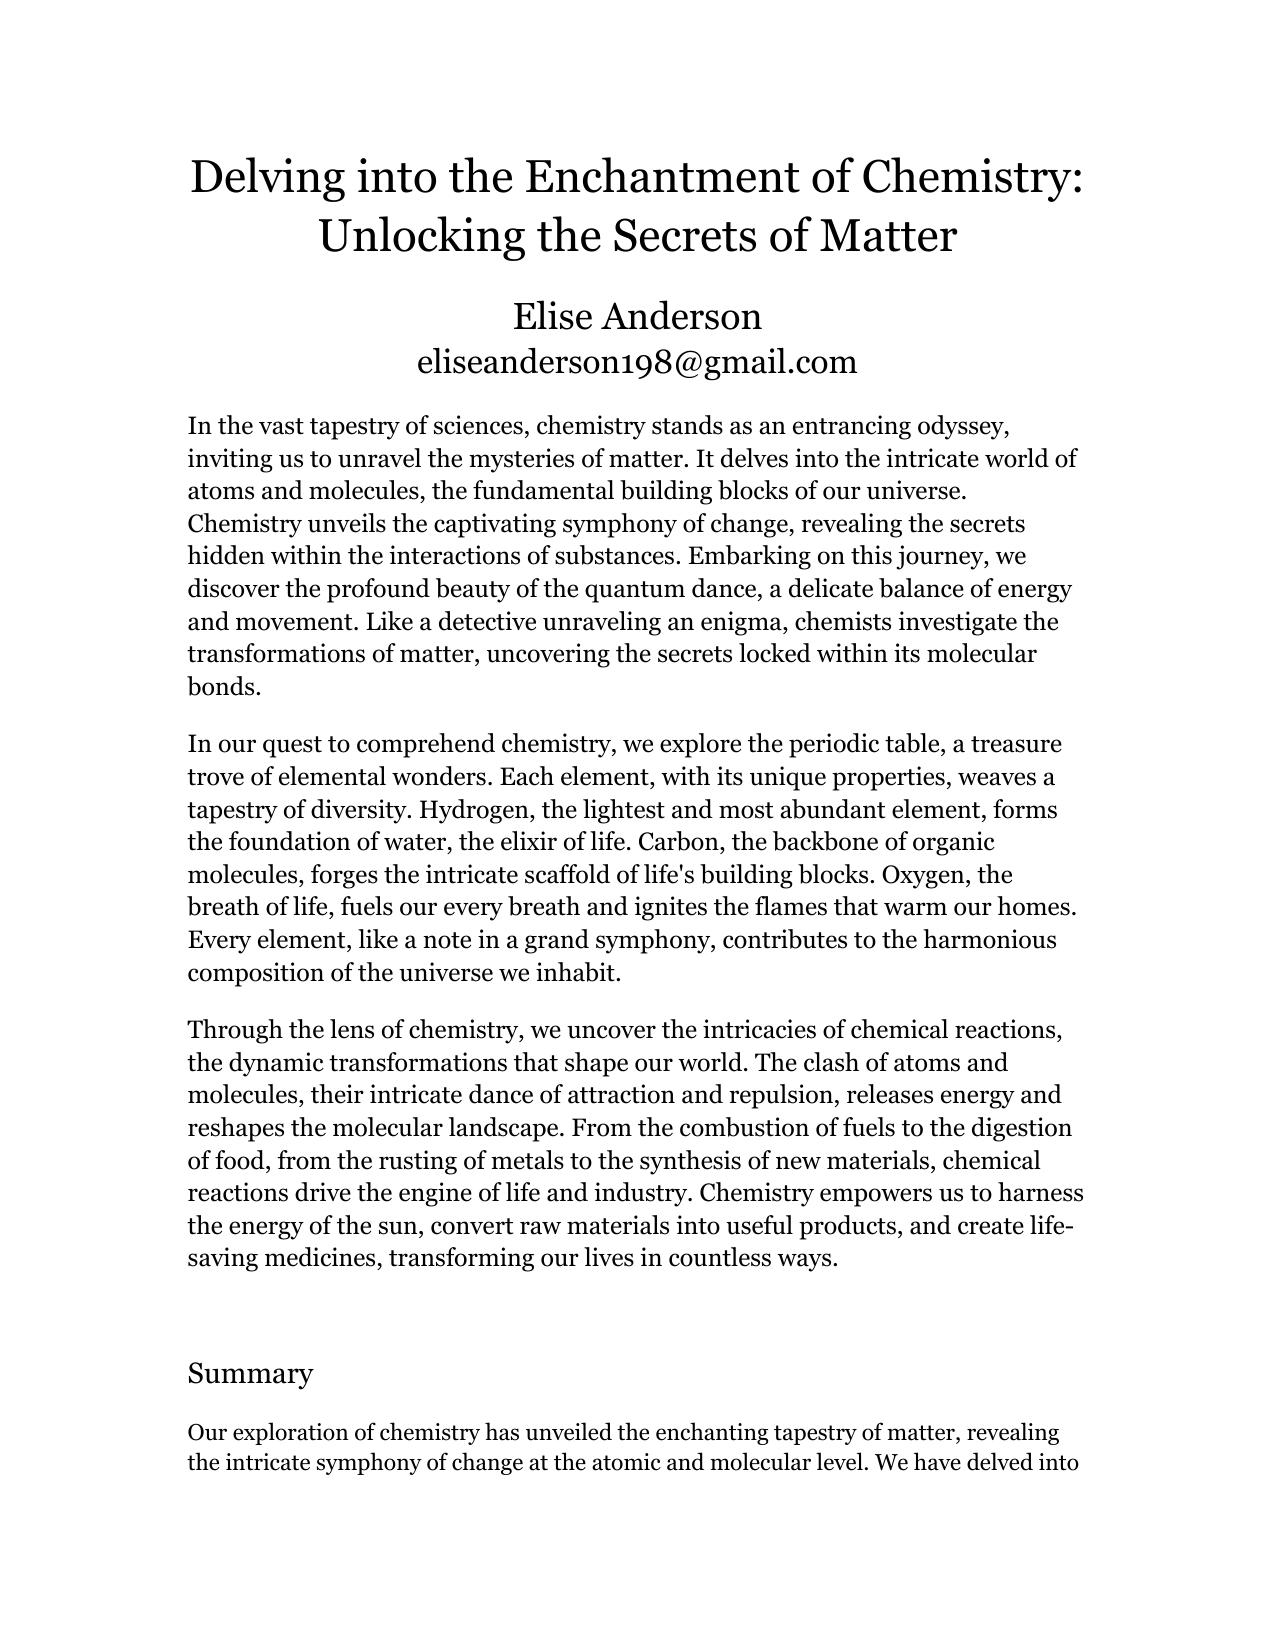 Delving into the Enchantment of Chemistry:
Unlocking the Secrets of Matter
Elise Anderson
eliseanderson198@gmail.com
In the vast tapestry of sciences, chemistry stands as an entrancing odyssey,
inviting us to unravel the mysteries of matter. It delves into the intricate world of
atoms and molecules, the fundamental building blocks of our universe.
Chemistry unveils the captivating symphony of change, revealing the secrets
hidden within the interactions of substances. Embarking on this journey, we
discover the profound beauty of the quantum dance, a delicate balance of energy
and movement. Like a detective unraveling an enigma, chemists investigate the
transformations of matter, uncovering the secrets locked within its molecular
bonds.
In our quest to comprehend chemistry, we explore the periodic table, a treasure
trove of elemental wonders. Each element, with its unique properties, weaves a
tapestry of diversity. Hydrogen, the lightest and most abundant element, forms
the foundation of water, the elixir of life. Carbon, the backbone of organic
molecules, forges the intricate scaffold of life's building blocks. Oxygen, the
breath of life, fuels our every breath and ignites the flames that warm our homes.
Every element, like a note in a grand symphony, contributes to the harmonious
composition of the universe we inhabit.
Through the lens of chemistry, we uncover the intricacies of chemical reactions,
the dynamic transformations that shape our world. The clash of atoms and
molecules, their intricate dance of attraction and repulsion, releases energy and
reshapes the molecular landscape. From the combustion of fuels to the digestion
of food, from the rusting of metals to the synthesis of new materials, chemical
reactions drive the engine of life and industry. Chemistry empowers us to harness
the energy of the sun, convert raw materials into useful products, and create life-
saving medicines, transforming our lives in countless ways.
Summary
Our exploration of chemistry has unveiled the enchanting tapestry of matter, revealing
the intricate symphony of change at the atomic and molecular level. We have delved into